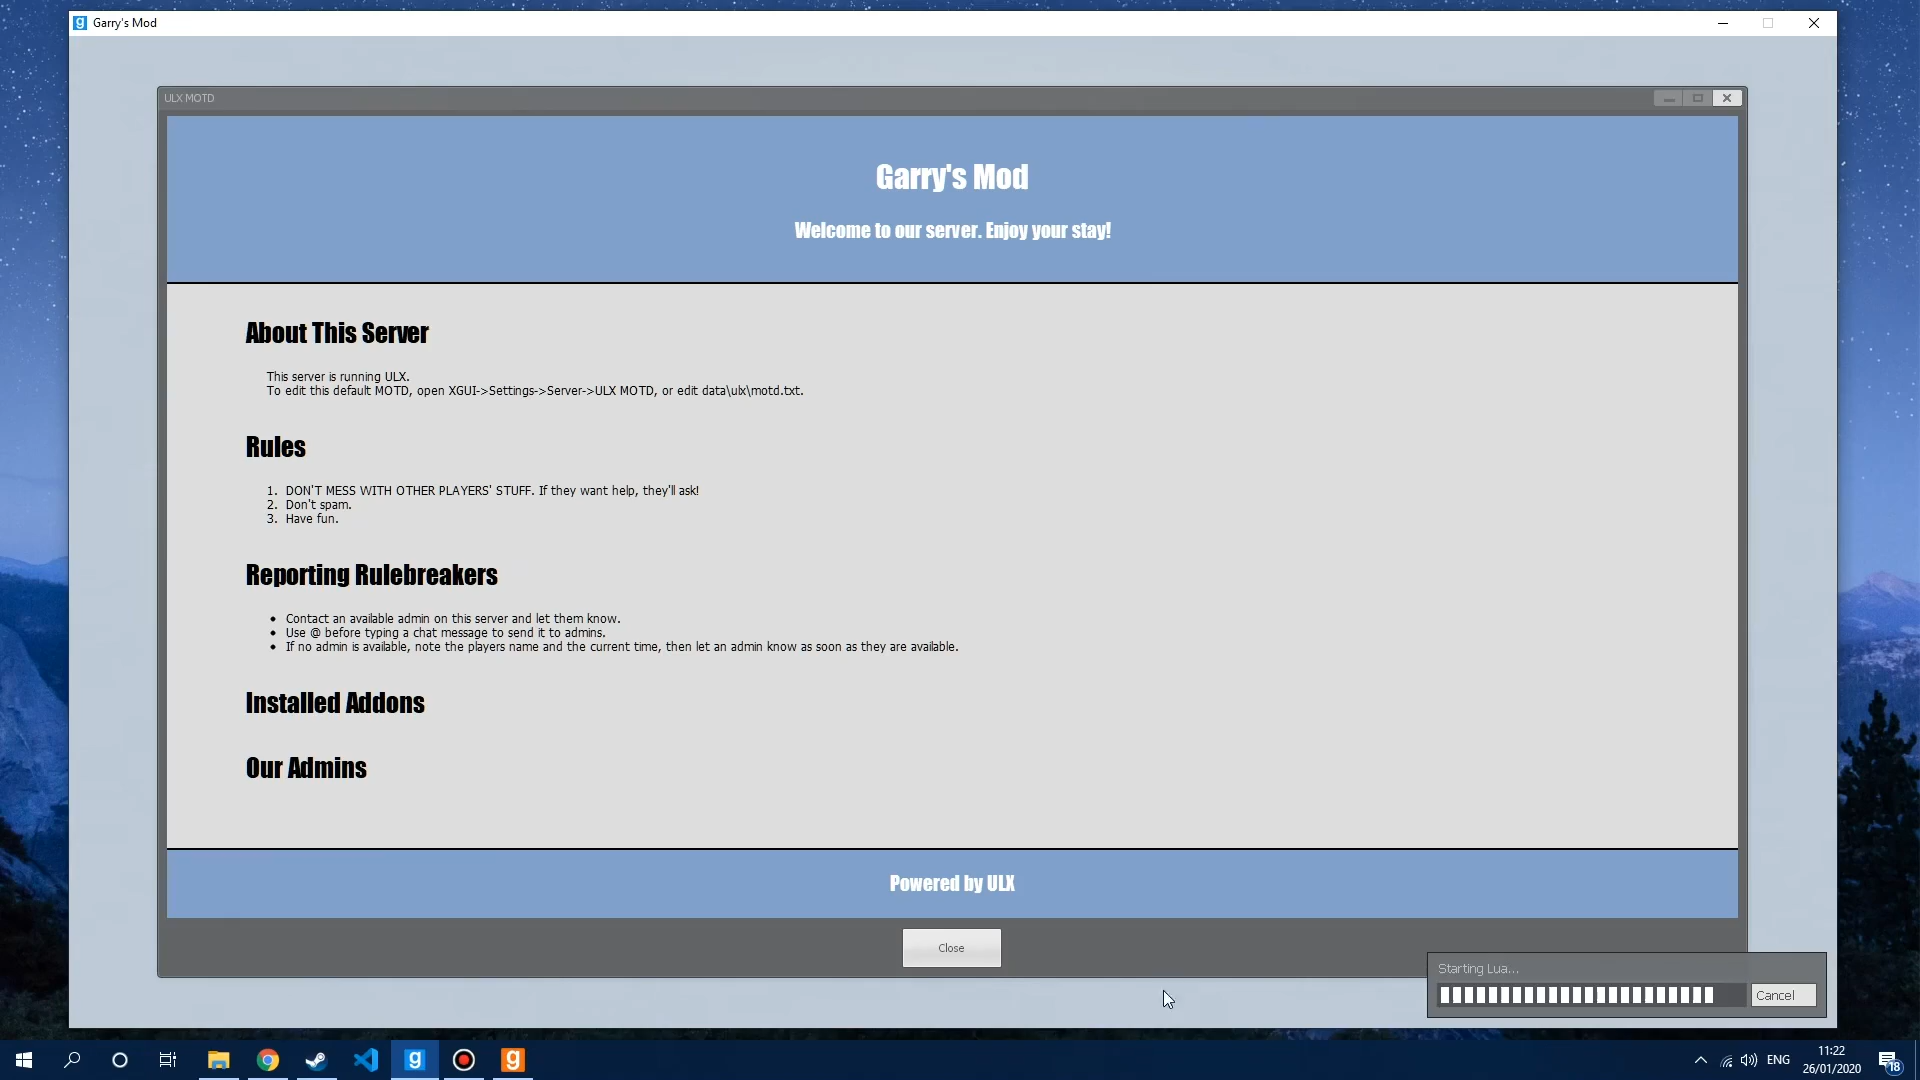 Garry's Mod
ULX MOTD
Garry's Mod
Welcome to our server. Enjoy your stay!
About This Server
This server is running ULX.
To edit this default MOTD, open XGUI->Settings->Server->ULX MOTD, or edit data\ulx\motd.txt.
Rules
1. DON'T MESS WITH OTHER PLAYERS' STUFF. If they want help, they'll ask!
2. Don't spam.
3. Have fun.
Reporting Rulebreakers
• Contact an available admin on this server and let them know.
• Use @ before typing a chat message to send it to admins.
• If no admin is available, note the players name and the current time, then let an admin know as soon as they are available.
Installed Addons
Our Admins
Powered by ULX
Close
Starting Lua...
Cancel
ENG
11:22
26/01/2020
18